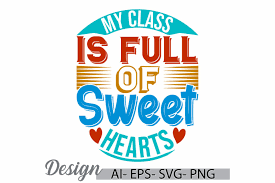 MY CLASS
IS FULL
OF
Sweet
HEARTS
Design
AI- EPS- SVG- PNG